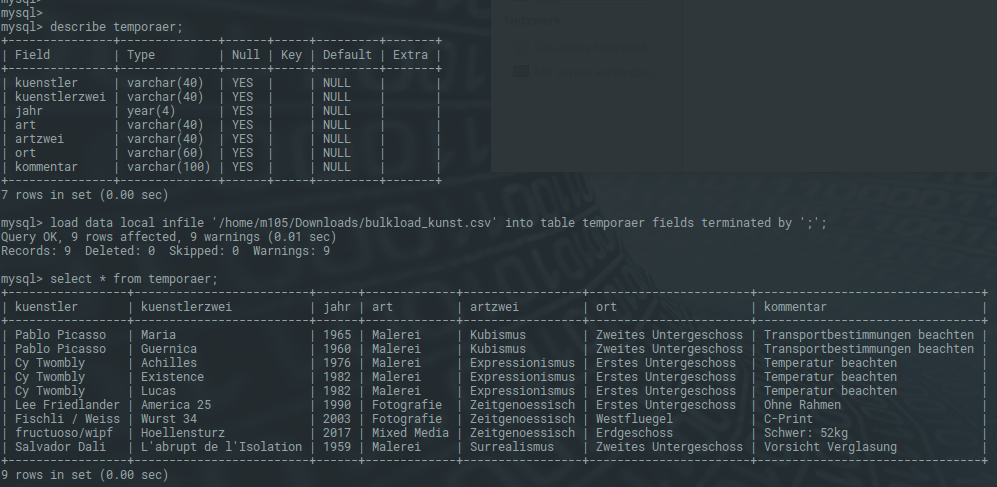 mysql>
mysql>
mysql> describe temporaer;
+---------------+--------------+------+-----+---------+-------+
| Field         | Type         | Null | Key | Default | Extra |
+---------------+--------------+------+-----+---------+-------+
| kuenstler     | varchar(40)  | YES  |     | NULL    |       |
| kuenstlerzwei | varchar(40)  | YES  |     | NULL    |       |
| jahr          | year(4)      | YES  |     | NULL    |       |
| art           | varchar(40)  | YES  |     | NULL    |       |
| artzwei       | varchar(40)  | YES  |     | NULL    |       |
| ort           | varchar(60)  | YES  |     | NULL    |       |
| kommentar     | varchar(100) | YES  |     | NULL    |       |
+---------------+--------------+------+-----+---------+-------+
7 rows in set (0.00 sec)
mysql> load data local infile '/home/m105/Downloads/bulkload_kunst.csv' into table temporaer fields terminated by ';';
Query OK, 9 rows affected, 9 warnings (0.01 sec)
Records: 9  Deleted: 0  Skipped: 0  Warnings: 9
mysql> select * from temporaer;
+-----------------+-----------------------+------+-------------+----------------+----------------------+-------------------------------+
| kuenstler       | kuenstlerzwei         | jahr | art         | artzwei        | ort                  | kommentar                     |
+-----------------+-----------------------+------+-------------+----------------+----------------------+-------------------------------+
| Pablo Picasso   | Maria                 | 1965 | Malerei     | Kubismus       | Zweites Untergeschoss | Transportbestimmungen beachten |
| Pablo Picasso   | Guernica              | 1960 | Malerei     | Kubismus       | Zweites Untergeschoss | Transportbestimmungen beachten |
| Cy Twombly      | Achilles              | 1976 | Malerei     | Expressionismus | Erstes Untergeschoss | Temperatur beachten           |
| Cy Twombly      | Existence             | 1982 | Malerei     | Expressionismus | Erstes Untergeschoss | Temperatur beachten           |
| Cy Twombly      | Lucas                 | 1982 | Malerei     | Expressionismus | Erstes Untergeschoss | Temperatur beachten           |
| Lee Friedlander | America 25            | 1990 | Fotografie  | Zeitgenoessisch | Erstes Untergeschoss | Ohne Rahmen                   |
| Fischli / Weiss | Wurst 34              | 2003 | Fotografie  | Zeitgenoessisch | Westfluegel          | C-Print                       |
| fructuoso/wipf  | Hoellensturz          | 2017 | Mixed Media | Zeitgenoessisch | Erdgeschoss          | Schwer: 52kg                  |
| Salvador Dali   | L'abrupt de l'Isolation | 1959 | Malerei   | Surrealismus   | Zweites Untergeschoss | Vorsicht Verglasung          |
+-----------------+-----------------------+------+-------------+----------------+----------------------+-------------------------------+
9 rows in set (0.00 sec)